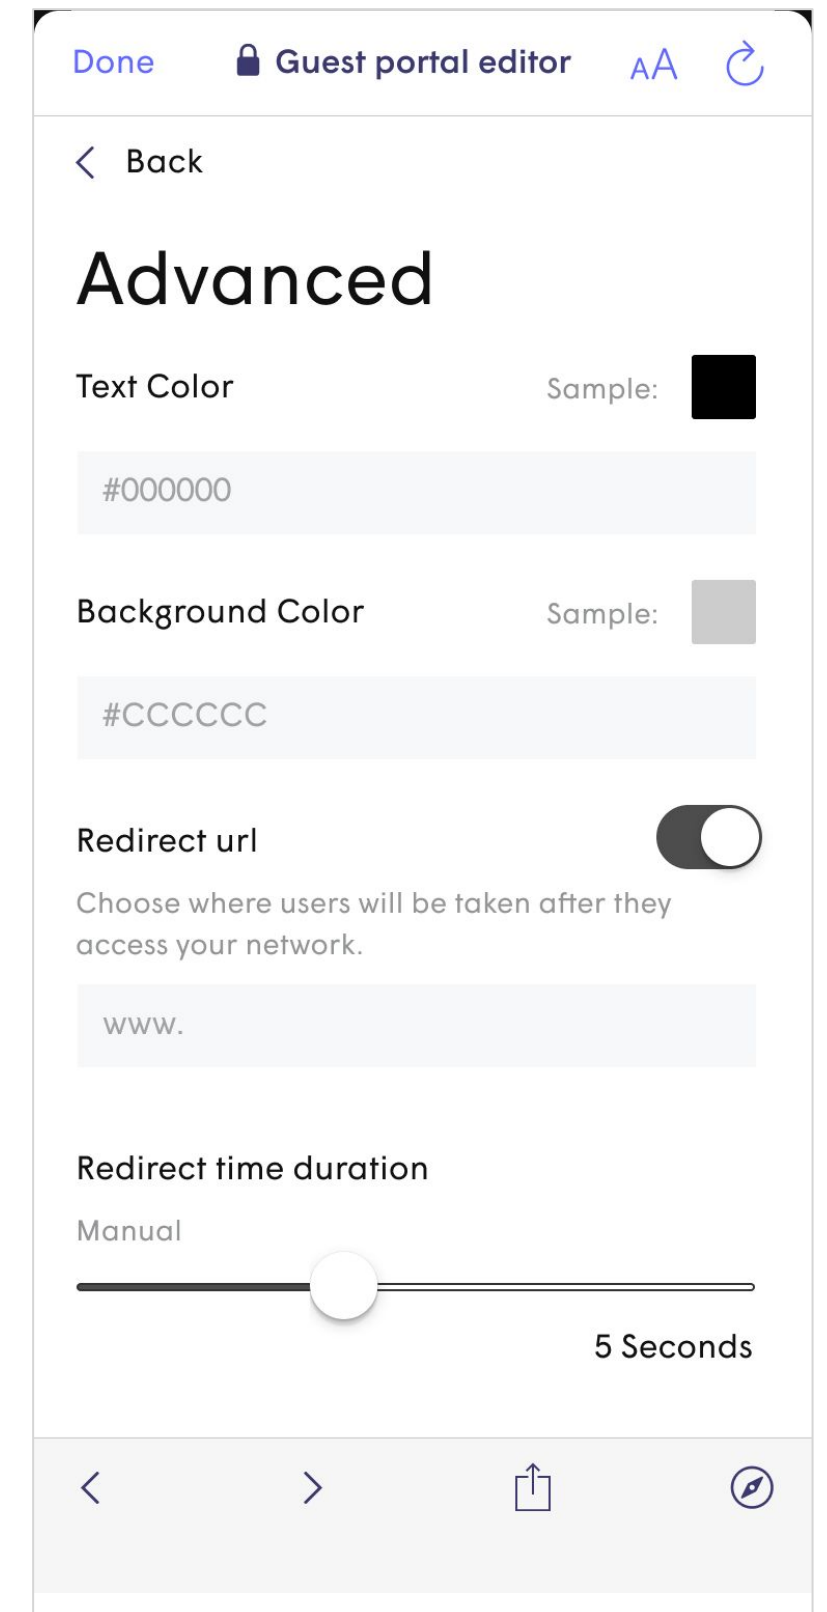 Done
Guest portal editor
AA
Back
Advanced
Text Color
Sample:
#000000
Background Color
Sample:
#CCCCCC
Redirect url
Choose where users will be taken after they
access your network.
www.
Redirect time duration
Manual
5 Seconds